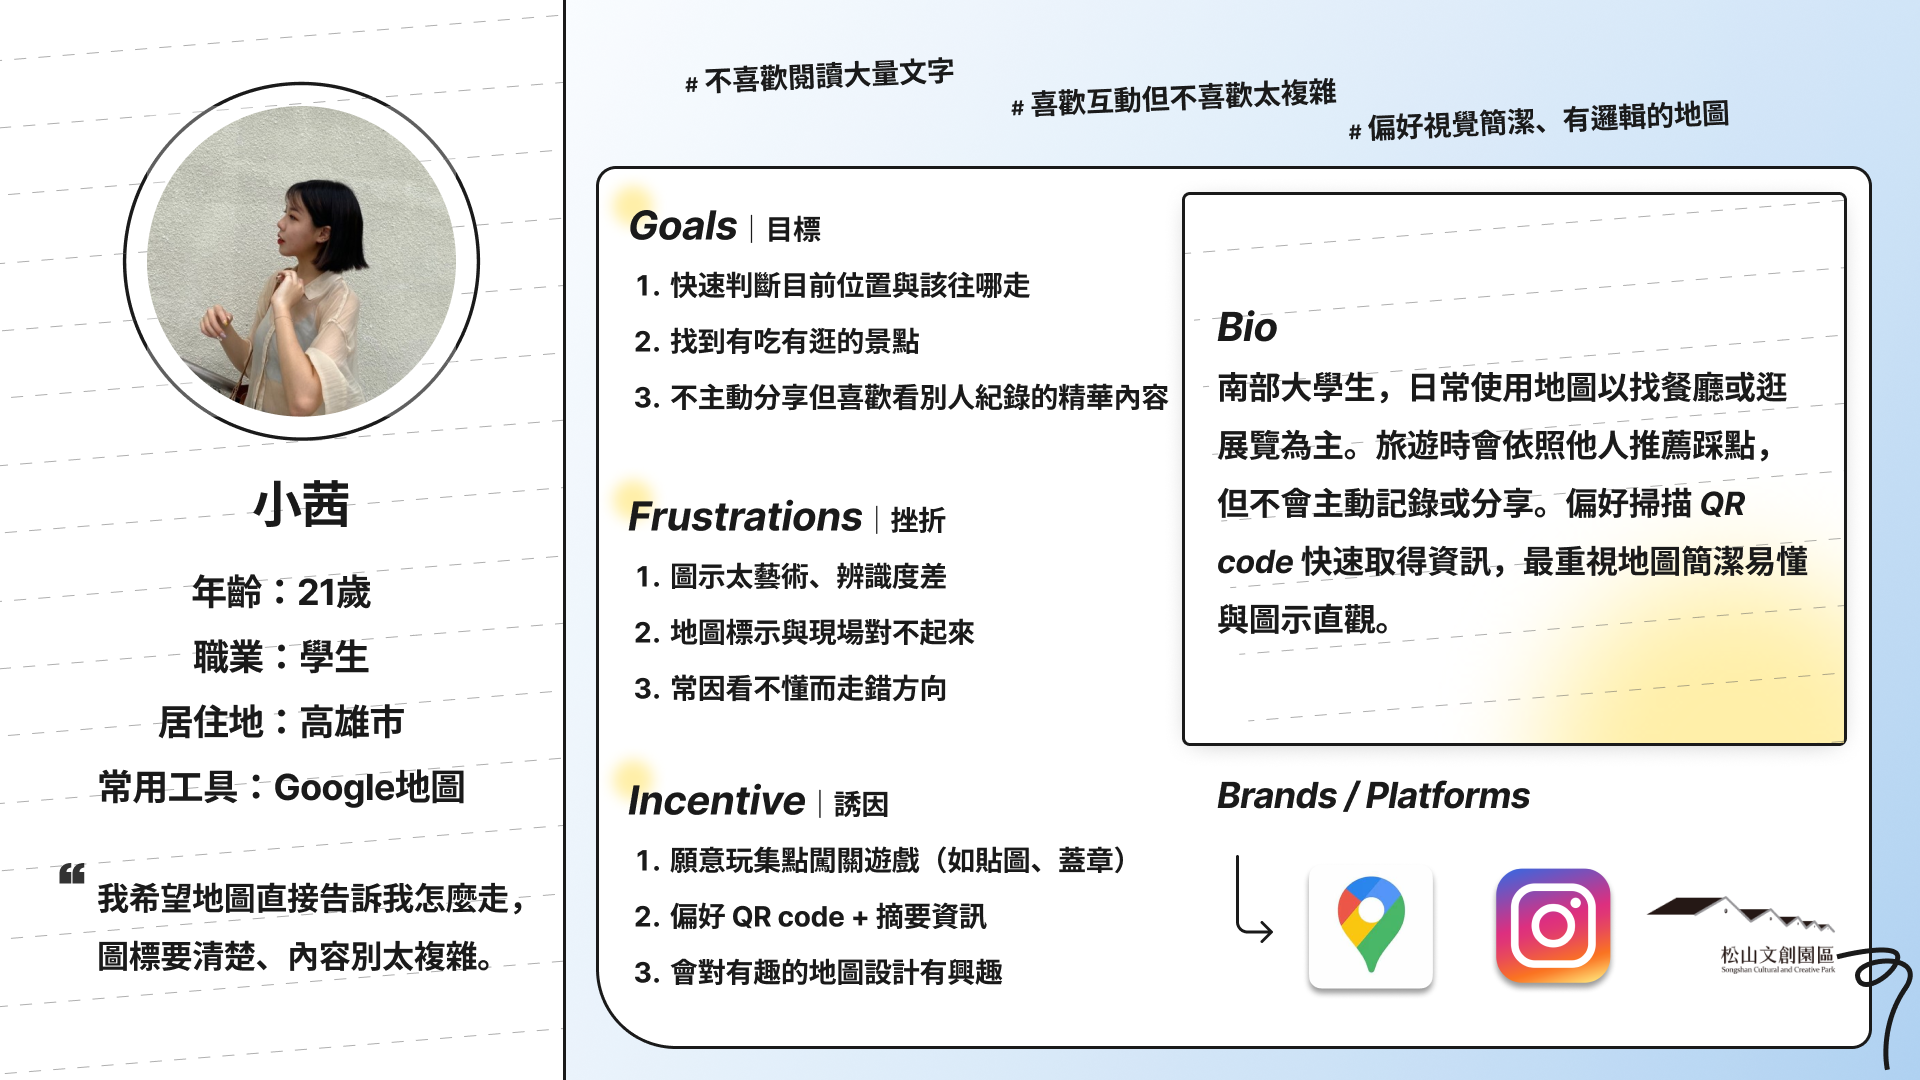 小茜
年齡：21歲
職業：學生
居住地：高雄市
常用工具：Google地圖
❝ 我希望地圖直接告訴我怎麼走，
圖標要清楚、內容別太複雜。
# 不喜歡閱讀大量文字
# 喜歡互動但不喜歡太複雜
# 偏好視覺簡潔、有邏輯的地圖
Goals｜目標
1. 快速判斷目前位置與該往哪走
2. 找到有吃有逛的景點
3. 不主動分享但喜歡看別人紀錄的精華內容
Frustrations｜挫折
1. 圖示太藝術、辨識度差
2. 地圖標示與現場對不起來
3. 常因看不懂而走錯方向
Incentive｜誘因
1. 願意玩集點闖關遊戲（如貼圖、蓋章）
2. 偏好 QR code + 摘要資訊
3. 會對有趣的地圖設計有興趣
Bio
南部大學生，日常使用地圖以找餐廳或逛
展覽為主。旅遊時會依照他人推薦踩點，
但不會主動記錄或分享。偏好掃描 QR
code 快速取得資訊，最重視地圖簡潔易懂
與圖示直觀。
Brands / Platforms
松山文創園區
Songshan Cultural and Creative Park